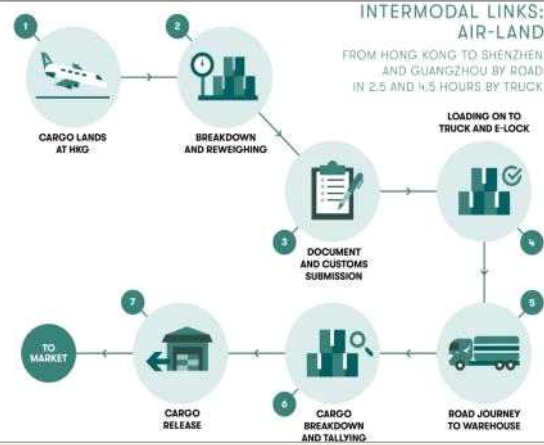 INTERMODAL LINKS:
AIR-LAND
FROM HONG KONG TO SHENZHEN
AND GUANGZHOU BY ROAD
IN 2.5 AND 4.5 HOURS BY TRUCK
1
CARGO LANDS
AT HKG
2
BREAKDOWN
AND REWEIGHING
3
DOCUMENT
AND CUSTOMS
SUBMISSION
LOADING ON TO
TRUCK AND E-LOCK
4
5
ROAD JOURNEY
TO WAREHOUSE
6
CARGO
BREAKDOWN
AND TALLYING
7
CARGO
RELEASE
TO
MARKET